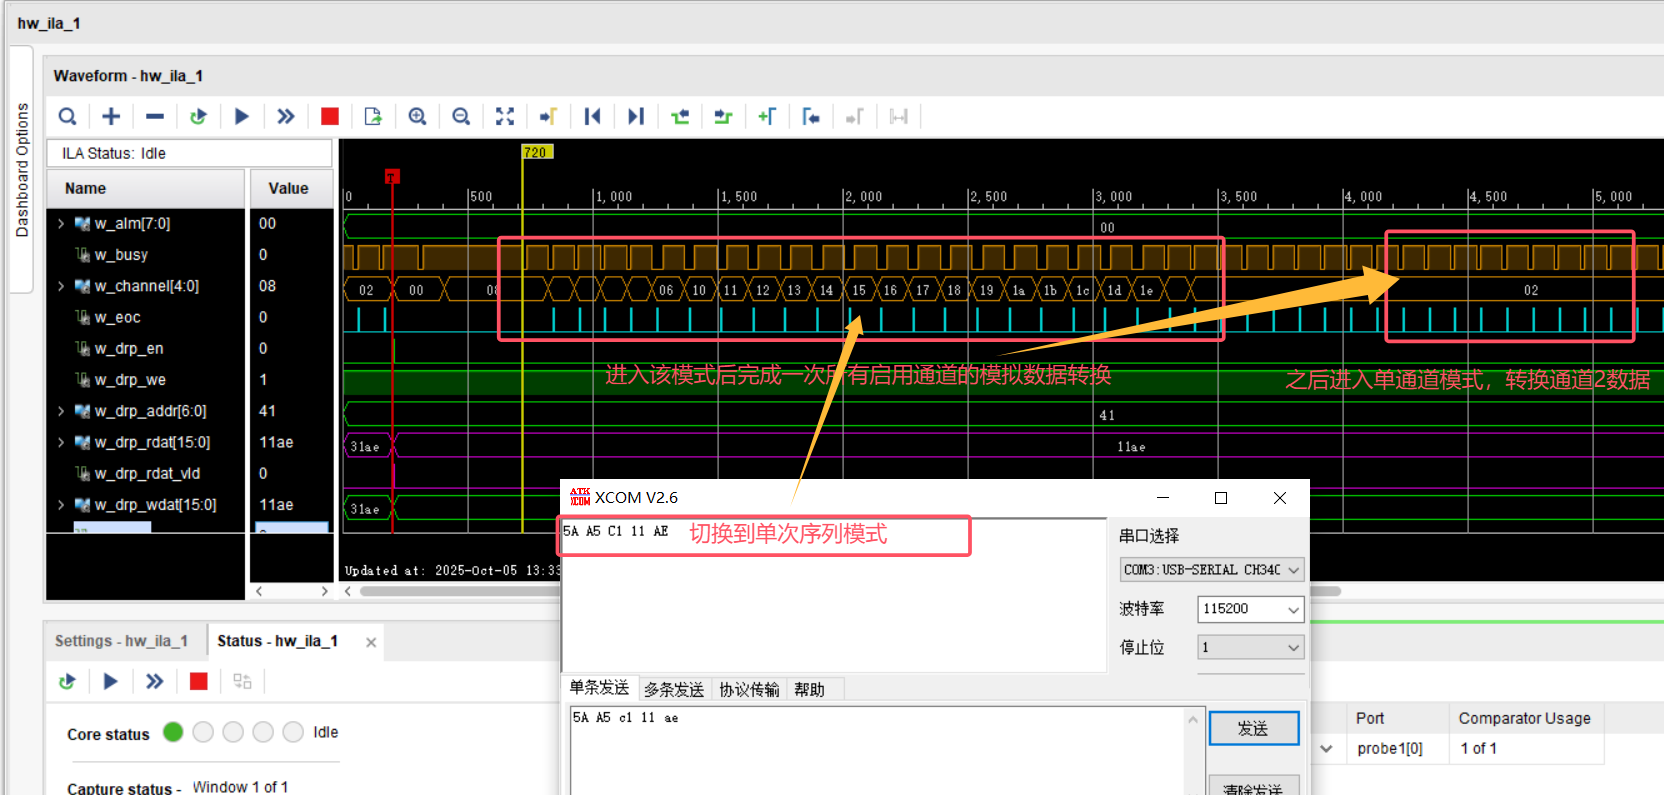 hw_ila_1
Dashboard Options
Waveform - hw_ila_1
ILA Status: Idle
Name
Value
w_alm[7:0]
00
w_busy
0
w_channel[4:0]
08
w_eoc
0
w_drp_en
0
w_drp_we
1
w_drp_addr[6:0]
41
w_drp_rdat[15:0]
11ae
w_drp_rdat_vld
0
w_drp_wdat[15:0]
11ae
720
T
0 500 1,000 1,500 2,000 2,500 3,000 3,500 4,000 4,500 5,000
00
02 00 08 06 10 11 12 13 14 15 16 17 18 19 1a 1b 1c 1d 1e 02
进入该模式后完成一次所有启用通道的模拟数据转换
之后进入单通道模式，转换通道2数据
41
31ae 11ae
31ae
Updated at: 2025-Oct-05 13:33
ATK XCOM
XCOM V2.6
5A A5 C1 11 AE
切换到单次序列模式
串口选择
COM3:USB-SERIAL CH34
波特率
115200
停止位
1
单条发送 多条发送 协议传输 帮助
5A A5 c1 11 ae
发送
清除发送
Settings - hw_ila_1
Status - hw_ila_1
Core status
Idle
Capture status - Window 1 of 1
Port
Comparator Usage
probe1[0]
1 of 1